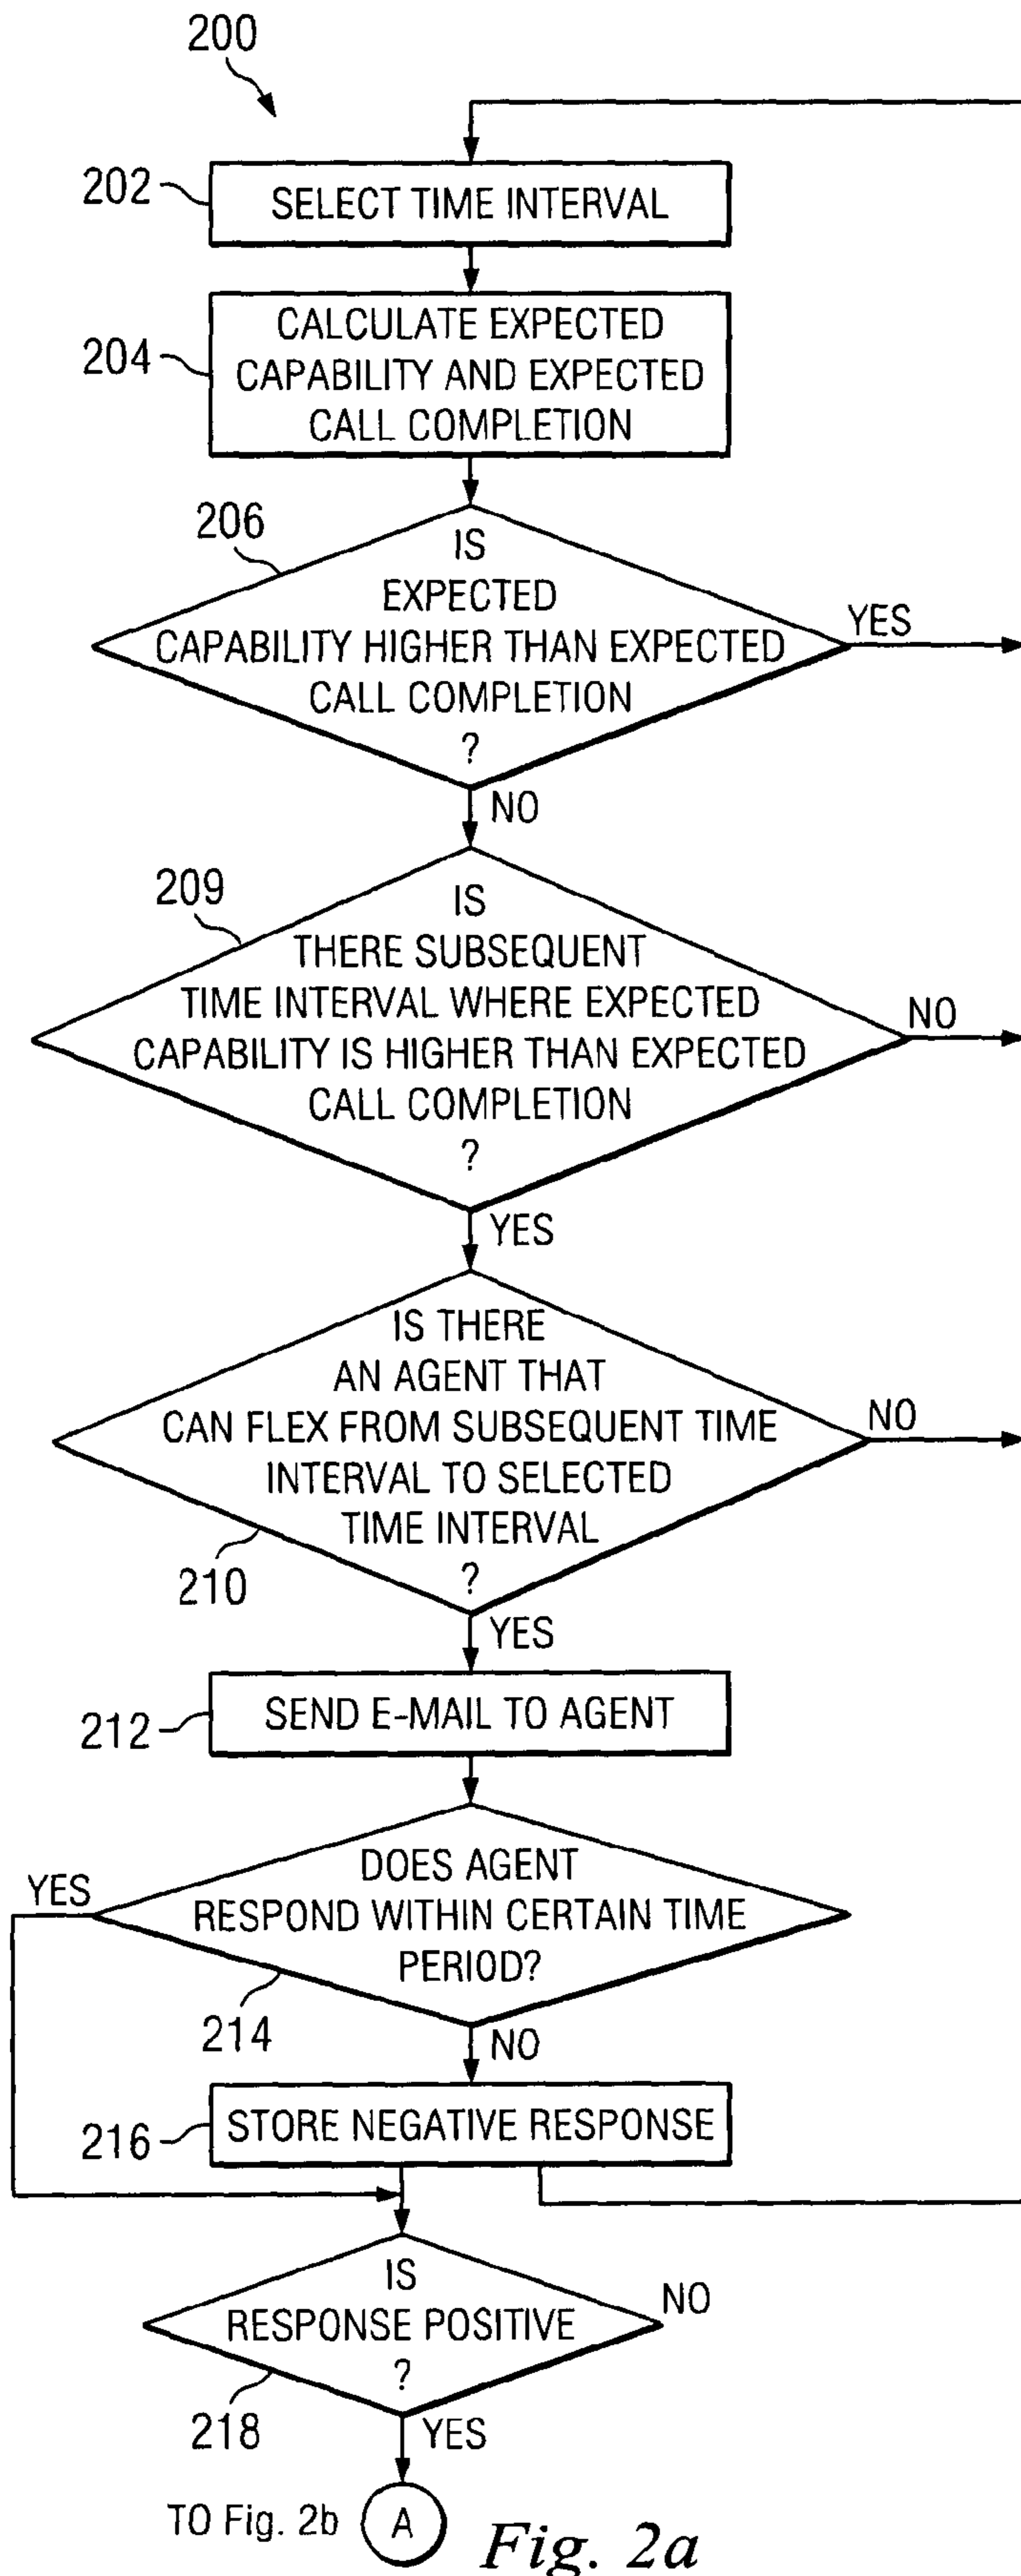 200
202
SELECT TIME INTERVAL
204
CALCULATE EXPECTED
CAPABILITY AND EXPECTED
CALL COMPLETION
206
IS
EXPECTED
CAPABILITY HIGHER THAN EXPECTED
CALL COMPLETION
?
YES
NO
209
IS
THERE SUBSEQUENT
TIME INTERVAL WHERE EXPECTED
CAPABILITY IS HIGHER THAN EXPECTED
CALL COMPLETION
?
NO
YES
IS THERE
AN AGENT THAT
CAN FLEX FROM SUBSEQUENT TIME
INTERVAL TO SELECTED
TIME INTERVAL
?
210
NO
YES
212
SEND E-MAIL TO AGENT
YES
DOES AGENT
RESPOND WITHIN CERTAIN TIME
PERIOD?
214
NO
216
STORE NEGATIVE RESPONSE
IS
RESPONSE POSITIVE
?
NO
218
YES
TO Fig. 2b
A
Fig. 2a